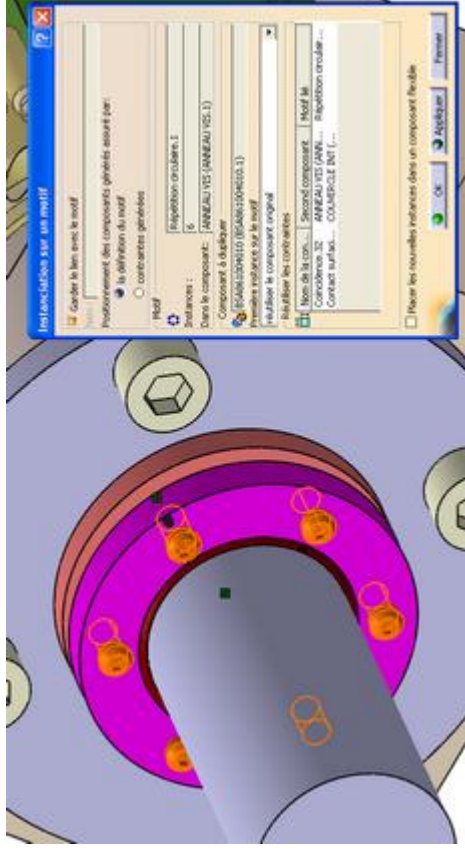 Instanciation sur un motif
Garder le lien avec le motif
Positionnement des composants générés assuré par:
la définition du motif
contraintes générées
Motif
Répétition circulaire.1
Instances :
6
Dans le composant:
ANNEAU VIS (ANNEAU VIS.1)
Composant à dupliquer
Première instance sur le motif
réutiliser le composant original
Réutiliser les contraintes
Nom de la con... Second composant Motif lié
Coincidence.32 ANNEAU VIS (ANN... Répétition circulair...
Contact surfac... COUVERCLE INT (...
Placer les nouvelles instances dans un composant flexible
OK Appliquer Fermer